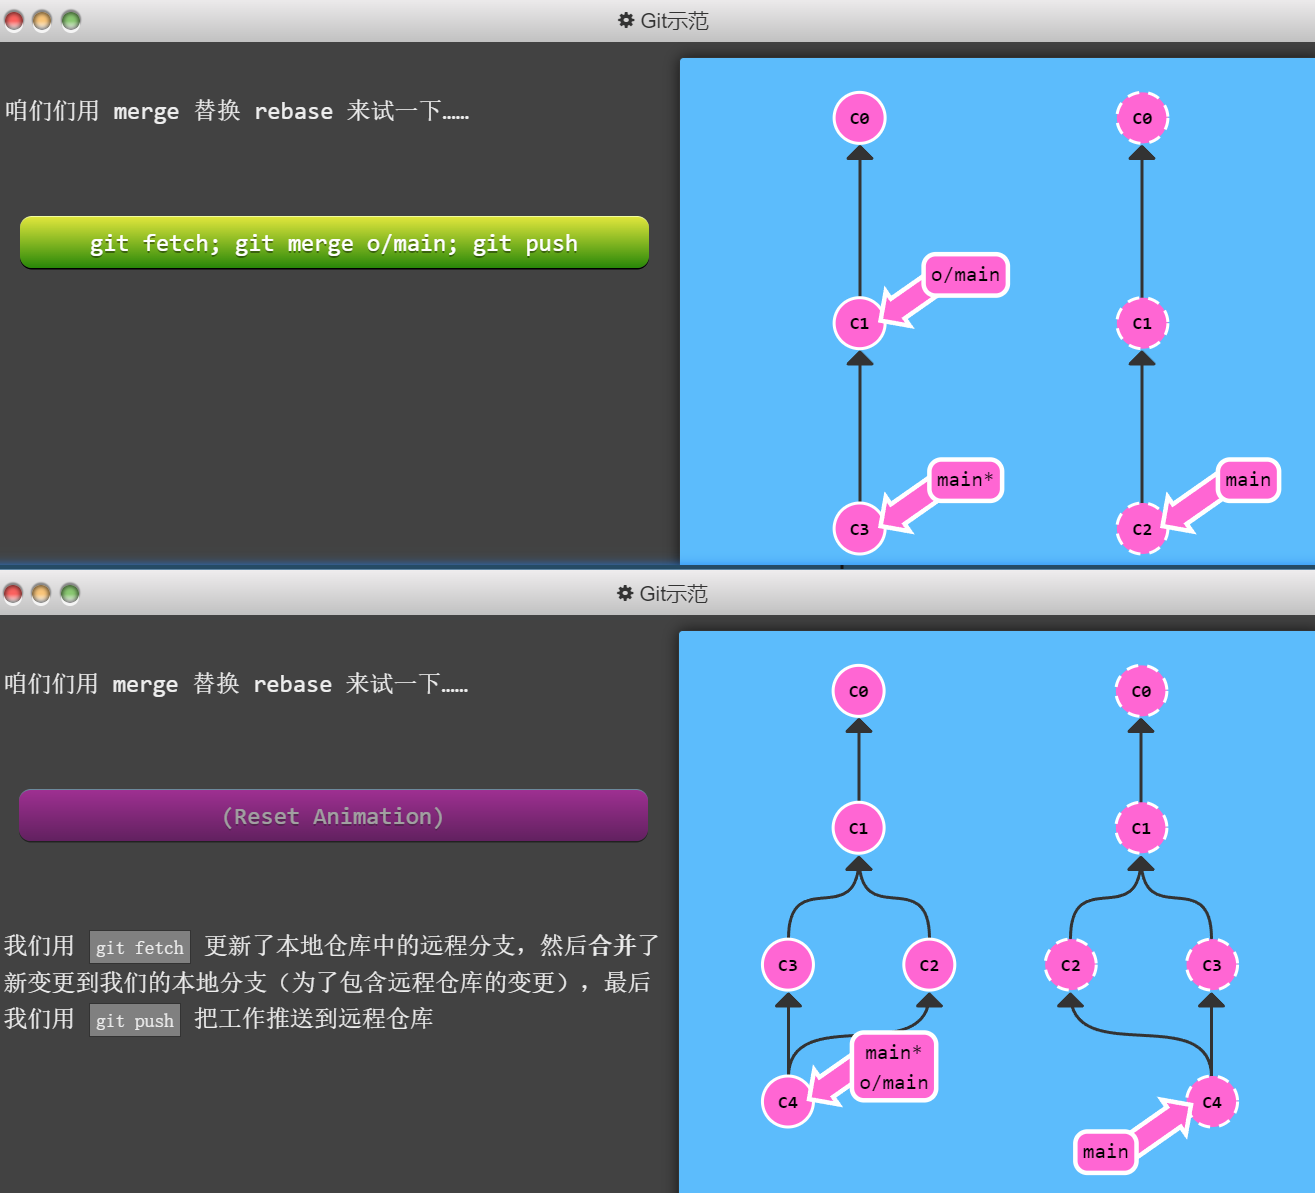 Git示范
咱们们用 merge 替换 rebase 来试一下……
git fetch; git merge o/main; git push
C0
C0
o/main
C1
C1
main*
main
C3
C2
Git示范
咱们们用 merge 替换 rebase 来试一下……
(Reset Animation)
我们用 git fetch 更新了本地仓库中的远程分支，然后合并了
新变更到我们的本地分支（为了包含远程仓库的变更），最后
我们用 git push 把工作推送到远程仓库
C0
C0
C1
C1
C3
C2
C2
C3
main*
o/main
C4
C4
main